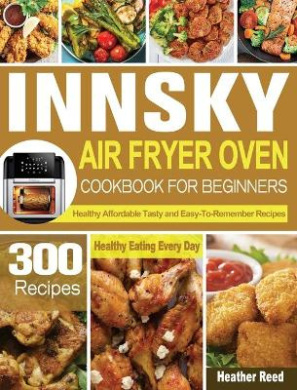 INNSKY
AIR FRYER OVEN
COOKBOOK FOR BEGINNERS
Healthy Affordable Tasty and Easy-To-Remember Recipes
300
Recipes
Healthy Eating Every Day
Heather Reed